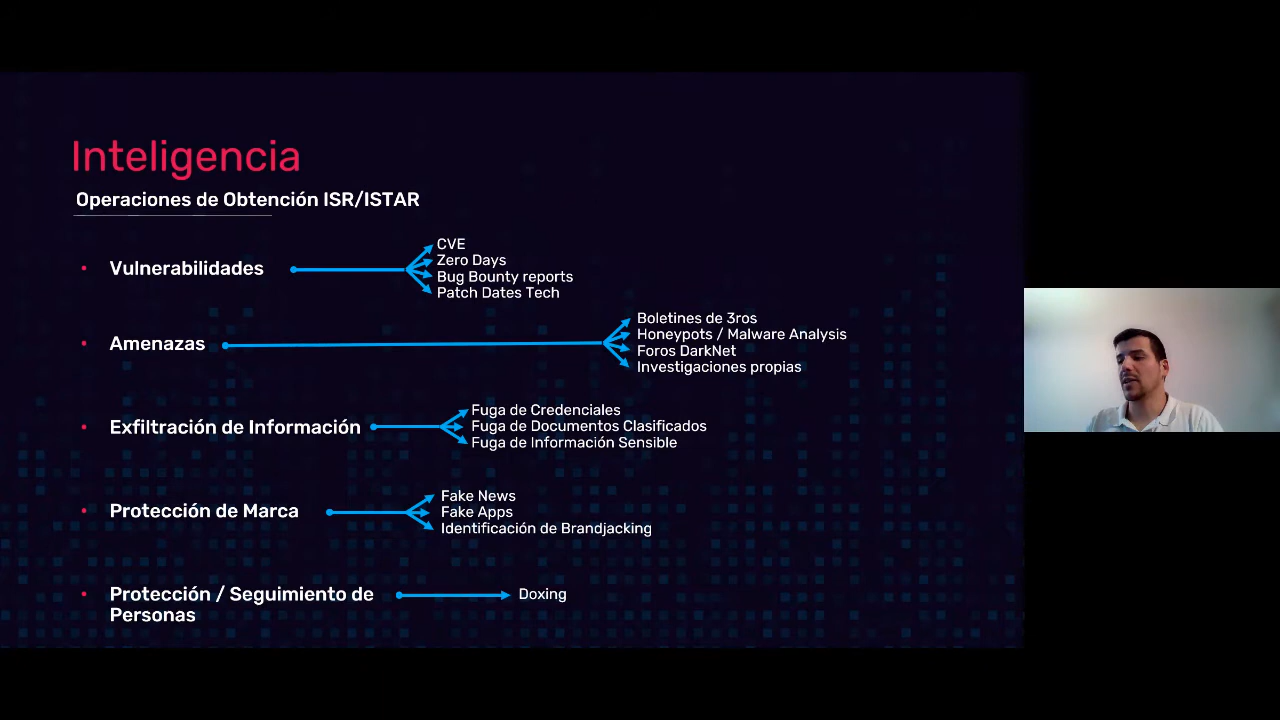 Inteligencia
Operaciones de Obtención ISR/ISTAR
Vulnerabilidades
CVE
Zero Days
Bug Bounty reports
Patch Dates Tech
Amenazas
Boletines de 3ros
Honeypots / Malware Analysis
Foros DarkNet
Investigaciones propias
Exfiltración de Información
Fuga de Credenciales
Fuga de Documentos Clasificados
Fuga de Información Sensible
Protección de Marca
Fake News
Fake Apps
Identificación de Brandjacking
Protección / Seguimiento de
Personas
Doxing